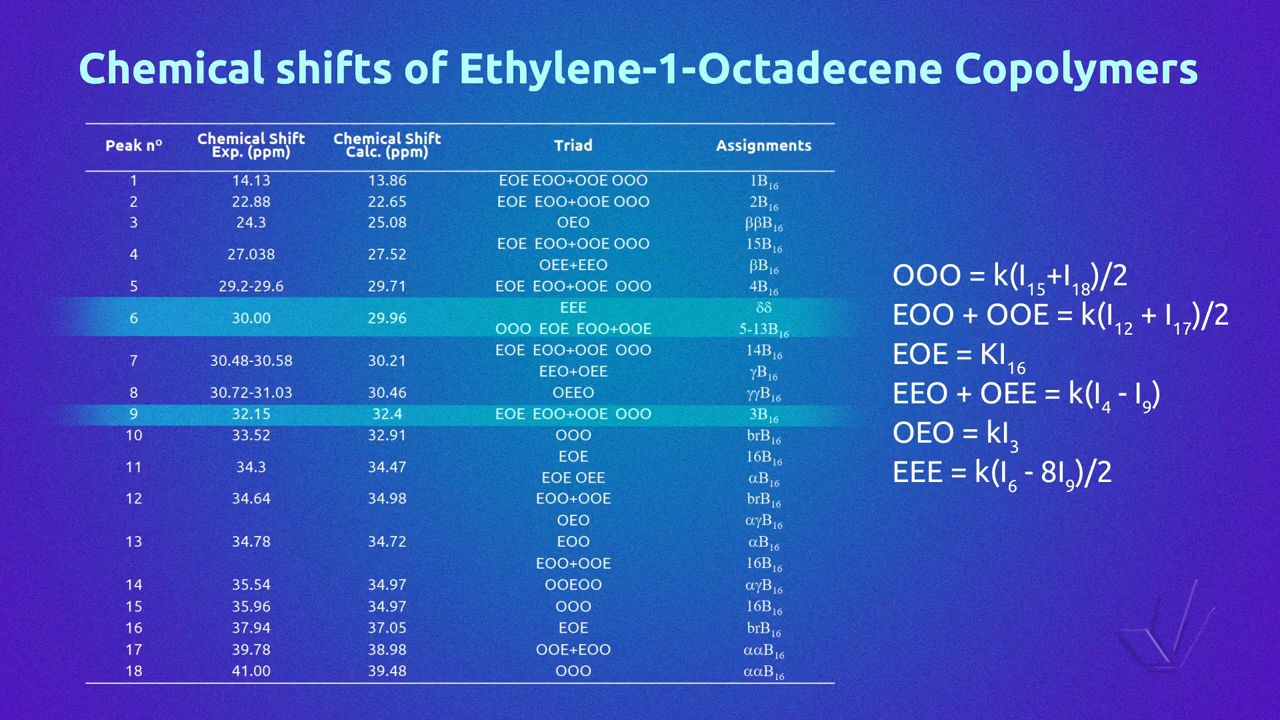 Chemical shifts of Ethylene-1-Octadecene Copolymers
Peak nº Chemical Shift Exp. (ppm) Chemical Shift Calc. (ppm) Triad Assignments
1 14.13 13.86 EOE EOO+OOE OOO 1B16
2 22.88 22.65 EOE EOO+OOE OOO 2B16
3 24.3 25.08 OEO ββB16
4 27.038 27.52 EOE EOO+OOE OOO 15B16
OEE+EEO βB16
5 29.2-29.6 29.71 EOE EOO+OOE OOO 4B16
6 30.00 29.96 EEE δδ
OOO EOE EOO+OOE 5-13B16
7 30.48-30.58 30.21 EOE EOO+OOE OOO 14B16
EEO+OEE γB16
8 30.72-31.03 30.46 OEEO γγB16
9 32.15 32.4 EOE EOO+OOE OOO 3B16
10 33.52 32.91 OOO brB16
11 34.3 34.47 EOE 16B16
EOE OEE αB16
12 34.64 34.98 EOO+OOE brB16
OEO αγB16
13 34.78 34.72 EOO αB16
EOO+OOE 16B16
14 35.54 34.97 OOEOO αγB16
15 35.96 34.97 OOO 16B16
16 37.94 37.05 EOE brB16
17 39.78 38.98 OOE+EOO ααB16
18 41.00 39.48 OOO ααB16
OOO = k(I15+I18)/2
EOO + OOE = k(I12 + I17)/2
EOE = KI16
EEO + OEE = k(I4 - I9)
OEO = kI3
EEE = k(I6 - 8I9)/2